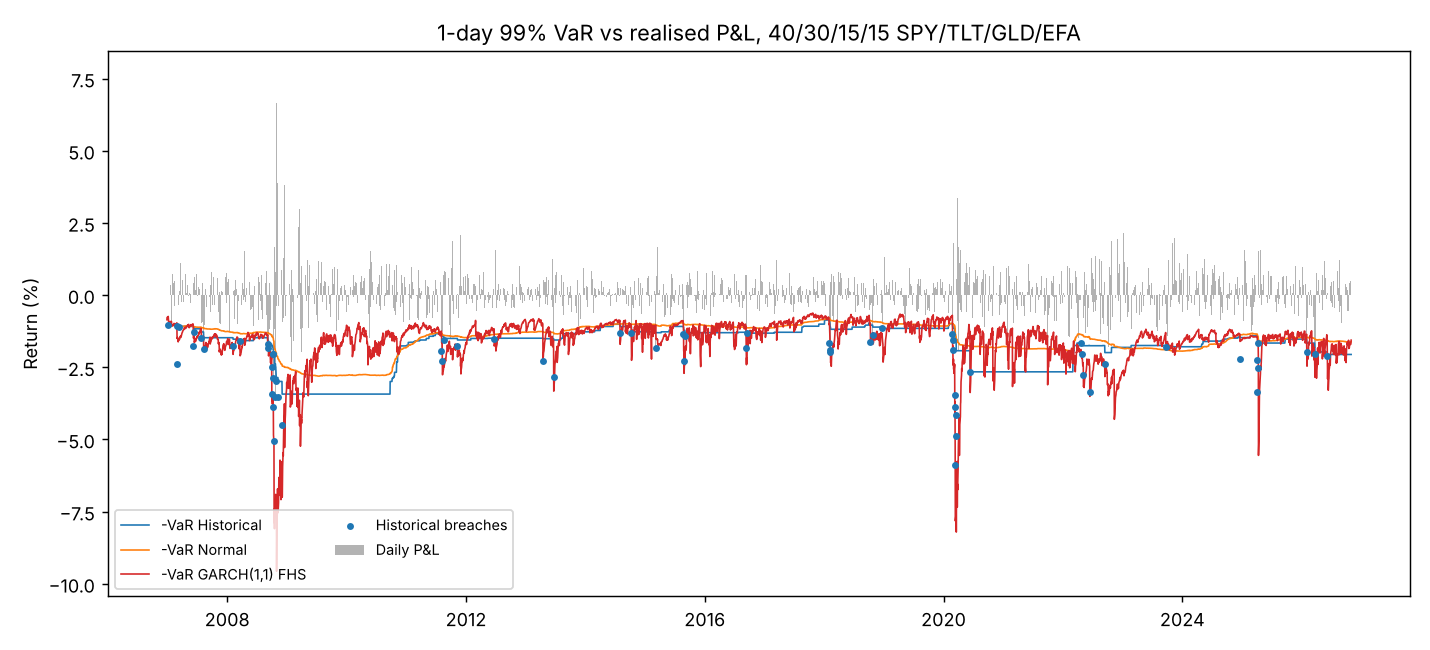 1-day 99% VaR vs realised P&L, 40/30/15/15 SPY/TLT/GLD/EFA
Return (%)
7.5
5.0
2.5
0.0
−2.5
−5.0
−7.5
−10.0
-VaR Historical
-VaR Normal
-VaR GARCH(1,1) FHS
Historical breaches
Daily P&L
2008
2012
2016
2020
2024